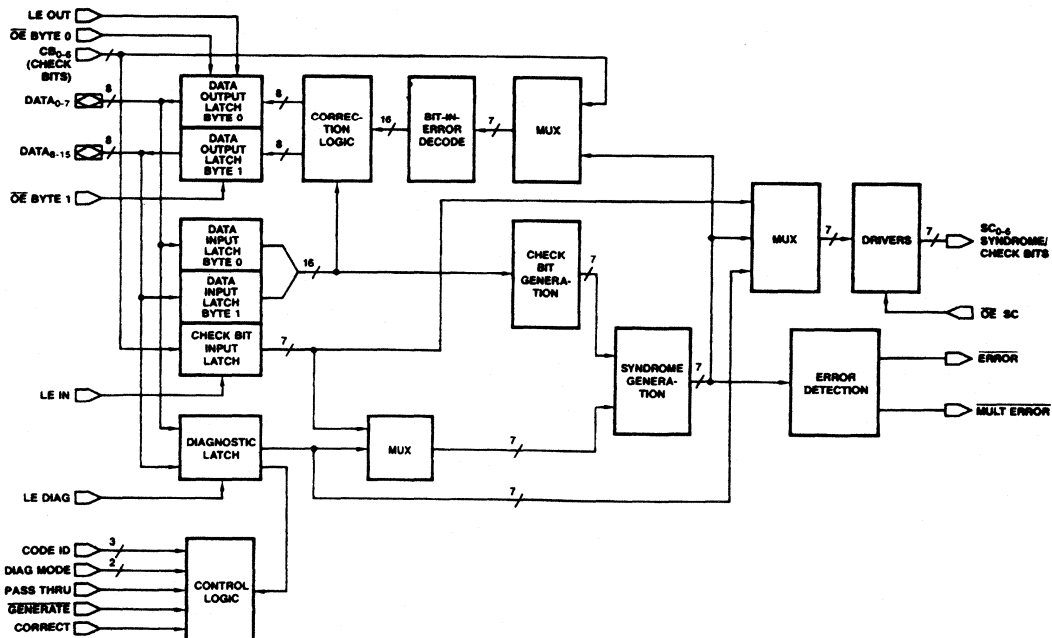 LE OUT
OE BYTE 0
CB0-6
(CHECK
BITS)
DATA0-7
8
DATA8-15
8
OE BYTE 1
DATA
OUTPUT
LATCH
BYTE 0
DATA
OUTPUT
LATCH
BYTE 1
8
8
CORREC-
TION
LOGIC
16
BIT-IN-
ERROR
DECODE
7
MUX
DATA
INPUT
LATCH
BYTE 0
DATA
INPUT
LATCH
BYTE 1
CHECK BIT
INPUT
LATCH
16
7
CHECK
BIT
GENERA-
TION
7
MUX
7
DRIVERS
7
SC0-6
SYNDROME/
CHECK BITS
OE SC
LE IN
SYNDROME
GENERA-
TION
7
ERROR
DETECTION
ERROR
MULT ERROR
DIAGNOSTIC
LATCH
MUX
7
7
LE DIAG
CODE ID
3
DIAG MODE
2
PASS THRU
GENERATE
CORRECT
CONTROL
LOGIC